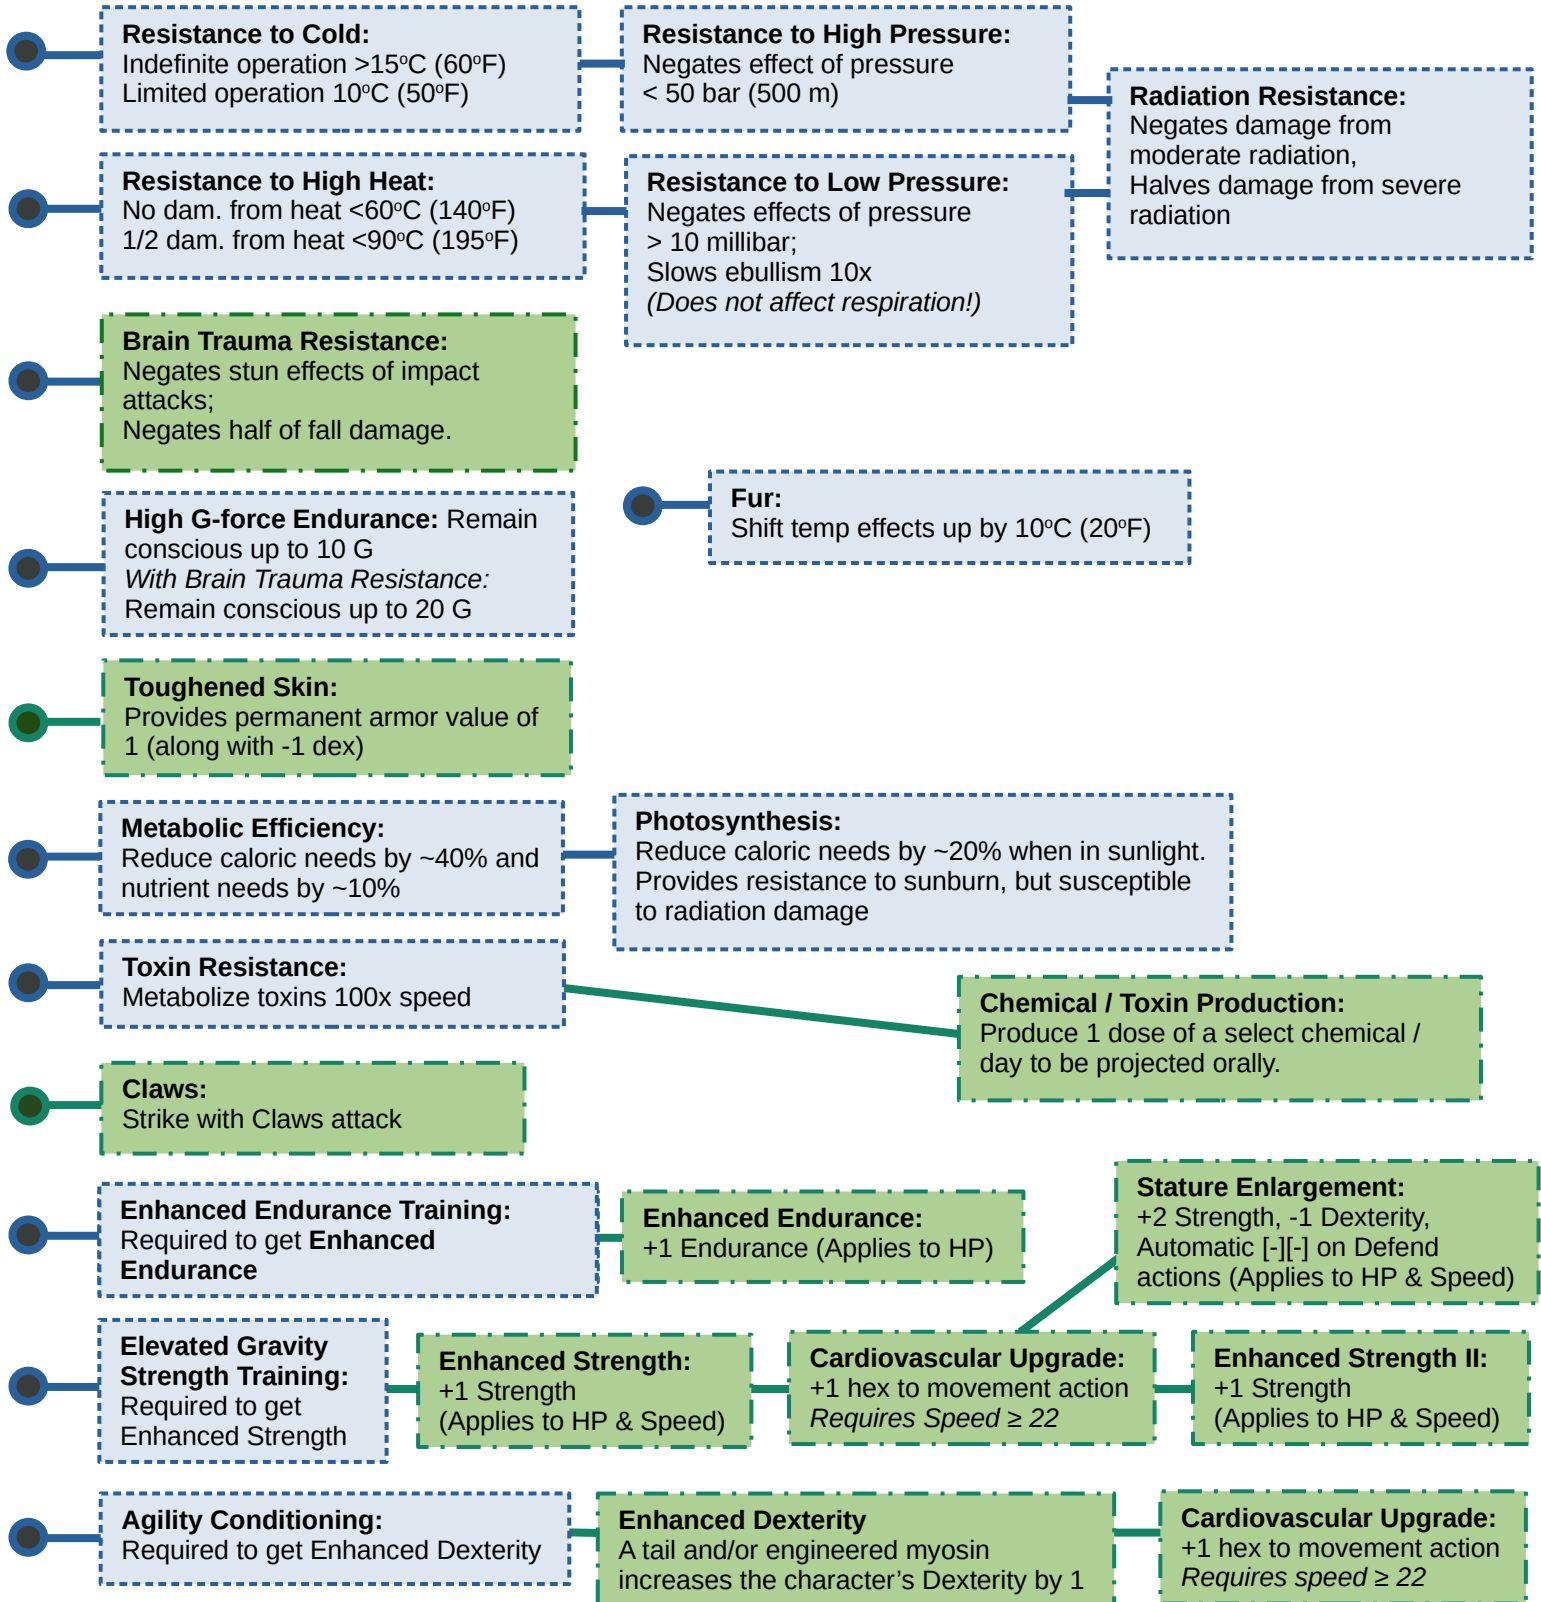 Resistance to Cold:
Indefinite operation >15ºC (60ºF)
Limited operation 10ºC (50ºF)
Resistance to High Pressure:
Negates effect of pressure
< 50 bar (500 m)
Radiation Resistance:
Negates damage from
moderate radiation,
Halves damage from severe
radiation
Resistance to High Heat:
No dam. from heat <60ºC (140ºF)
1/2 dam. from heat <90ºC (195ºF)
Resistance to Low Pressure:
Negates effects of pressure
> 10 millibar;
Slows ebullism 10x
(Does not affect respiration!)
Brain Trauma Resistance:
Negates stun effects of impact
attacks;
Negates half of fall damage.
High G-force Endurance: Remain
conscious up to 10 G
With Brain Trauma Resistance:
Remain conscious up to 20 G
Fur:
Shift temp effects up by 10ºC (20ºF)
Toughened Skin:
Provides permanent armor value of
1 (along with -1 dex)
Metabolic Efficiency:
Reduce caloric needs by ~40% and
nutrient needs by ~10%
Photosynthesis:
Reduce caloric needs by ~20% when in sunlight.
Provides resistance to sunburn, but susceptible
to radiation damage
Toxin Resistance:
Metabolize toxins 100x speed
Chemical / Toxin Production:
Produce 1 dose of a select chemical /
day to be projected orally.
Claws:
Strike with Claws attack
Enhanced Endurance Training:
Required to get Enhanced
Endurance
Enhanced Endurance:
+1 Endurance (Applies to HP)
Stature Enlargement:
+2 Strength, -1 Dexterity,
Automatic [-][-] on Defend
actions (Applies to HP & Speed)
Elevated Gravity
Strength Training:
Required to get
Enhanced Strength
Enhanced Strength:
+1 Strength
(Applies to HP & Speed)
Cardiovascular Upgrade:
+1 hex to movement action
Requires Speed ≥ 22
Enhanced Strength II:
+1 Strength
(Applies to HP & Speed)
Agility Conditioning:
Required to get Enhanced Dexterity
Enhanced Dexterity
A tail and/or engineered myosin
increases the character's Dexterity by 1
Cardiovascular Upgrade:
+1 hex to movement action
Requires speed ≥ 22